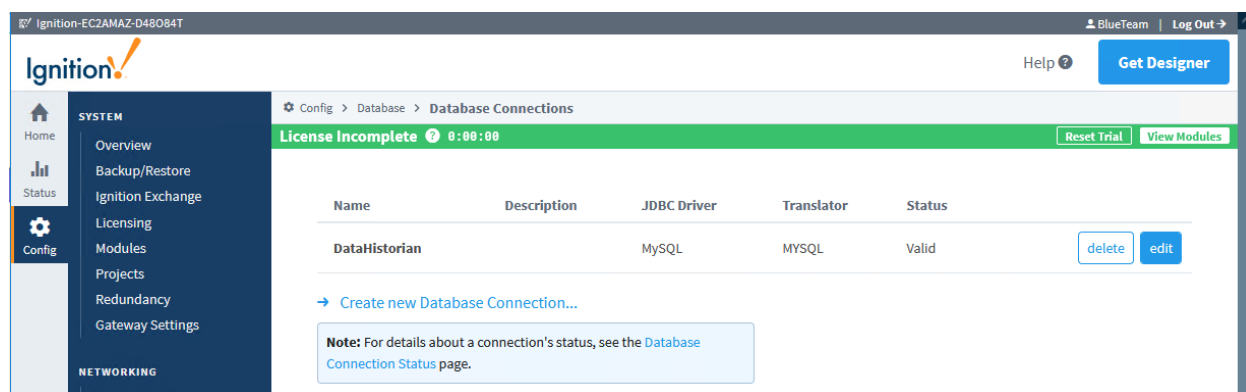 Ignition-EC2AMAZ-D48O84T
BlueTeam | Log Out →
Ignition!
Help ?
Get Designer
Home
Status
Config
SYSTEM
Overview
Backup/Restore
Ignition Exchange
Licensing
Modules
Projects
Redundancy
Gateway Settings
NETWORKING
Config > Database > Database Connections
License Incomplete ? 0:00:00
Reset Trial
View Modules
Name Description JDBC Driver Translator Status
DataHistorian MySQL MYSQL Valid delete edit
→ Create new Database Connection...
Note: For details about a connection's status, see the Database
Connection Status page.